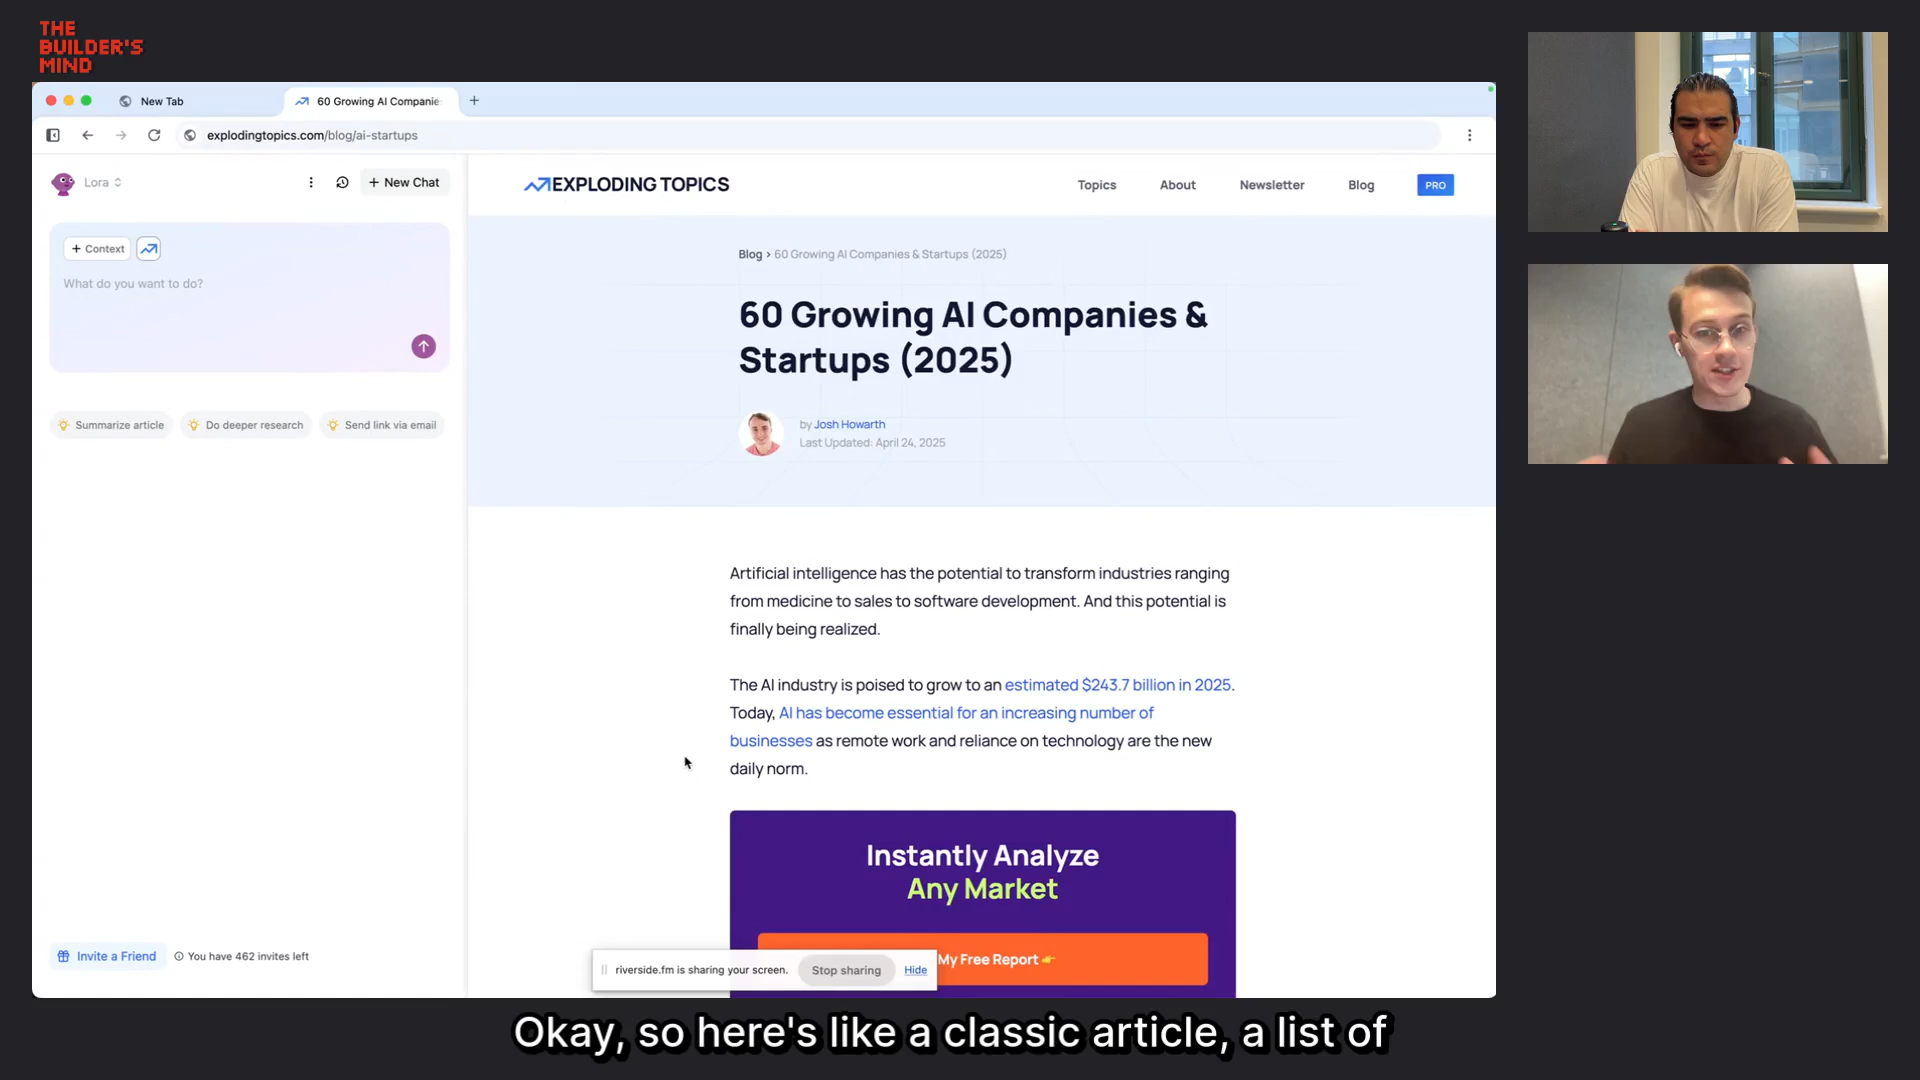 THE
BUILDER'S
MIND
New Tab
60 Growing AI Companie
explodingtopics.com/blog/ai-startups
Lora
+ New Chat
+ Context
What do you want to do?
Summarize article
Do deeper research
Send link via email
Invite a Friend
You have 462 invites left
EXPLODING TOPICS
Topics
About
Newsletter
Blog
PRO
Blog › 60 Growing AI Companies & Startups (2025)
60 Growing AI Companies &
Startups (2025)
by Josh Howarth
Last Updated: April 24, 2025
Artificial intelligence has the potential to transform industries ranging
from medicine to sales to software development. And this potential is
finally being realized.
The AI industry is poised to grow to an estimated $243.7 billion in 2025.
Today, AI has become essential for an increasing number of
businesses as remote work and reliance on technology are the new
daily norm.
Instantly Analyze
Any Market
My Free Report 👉
riverside.fm is sharing your screen.
Stop sharing
Hide
Okay, so here's like a classic article, a list of